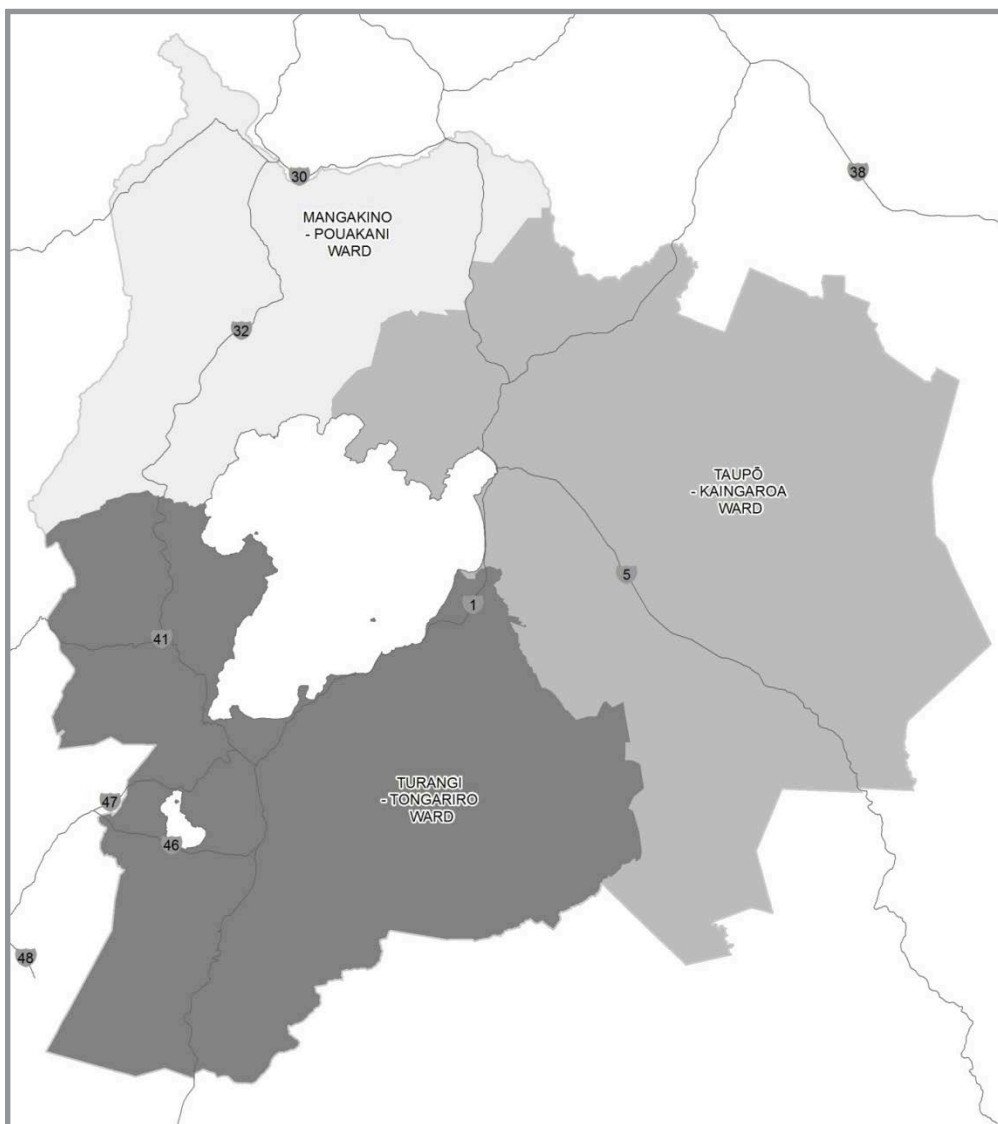 30
38
MANGAKINO
- POUAKANI
WARD
32
TAUPŌ
- KAINGAROA
WARD
5
1
41
TURANGI
- TONGARIRO
WARD
47
46
48